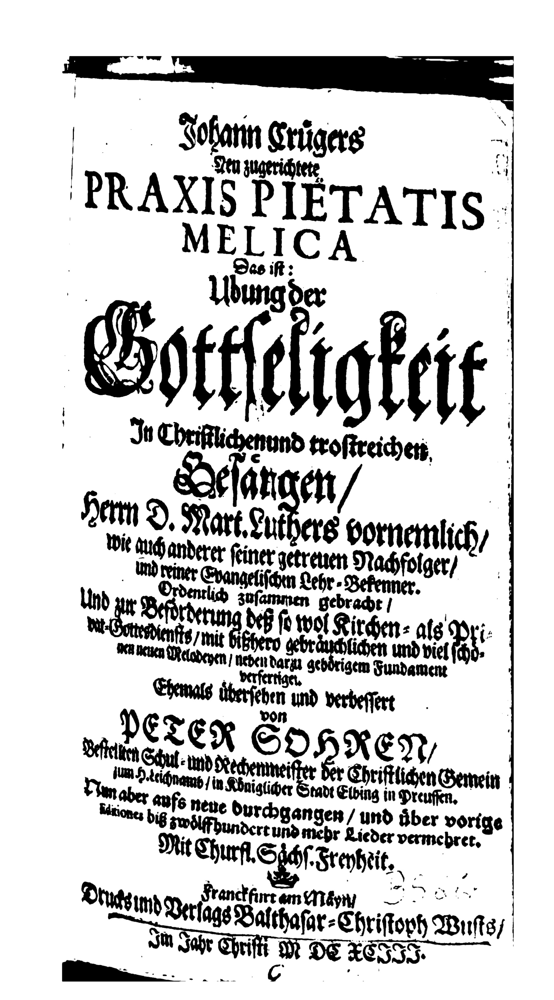 Johann Crügers
Neu zugerichtete
PRAXIS PIETATIS
MELICA
Das ist:
Ubung der
Gottseligkeit
In Christlichen und trostreichen
Gesängen/
Herrn D. Mart. Luthers vornemlich/
wie auch anderer seiner getreuen Nachfolger/
und reiner Evangelischen Lehr-Bekenner.
Ordentlich zusammen gebracht/
Und zur Beförderung deß so wol Kirchen- als Pri-
vat-Gottesdiensts/ mit bißhero gebräuchlichen und viel schö-
nen neuen Melodeyen/ neben darzu gehörigem Fundament
verfertiget.
Ehemals übersehen und verbessert
von
PETER SOHREN/
Bestellten Schul- und Rechenmeister der Christlichen Gemein
zum H. Leichnamb/ in Königlicher Stadt Elbing in Preussen.
Nun aber aufs neue durchgangen/ und über vorige
Editiones biß zwölffhundert und mehr Lieder vermehret.
Mit Churfl. Sächs. Freyheit.
Franckfurt am Mäyn/
Drucks und Verlags Balthasar-Christoph Wusts/
Im Jahr Christi M DC XCIII.